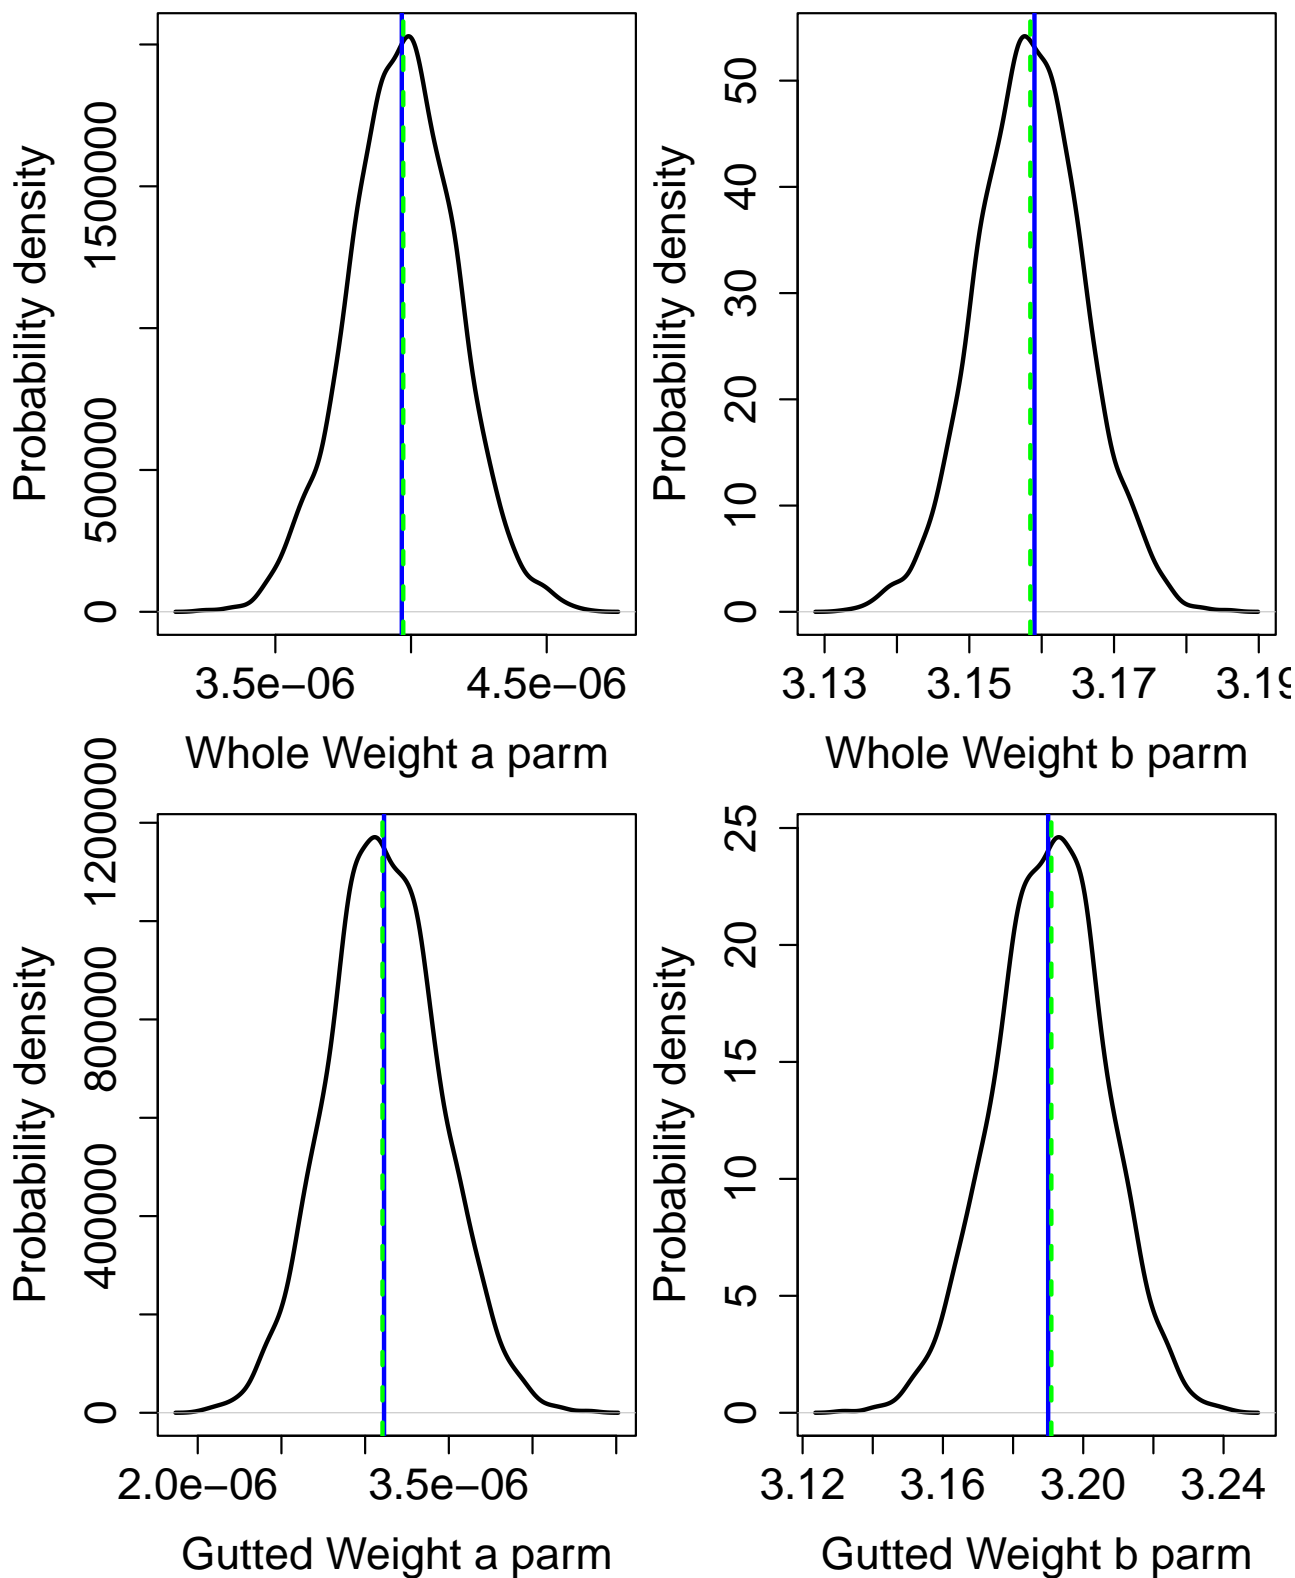 Probability density
0 500000 1500000
3.5e−06 4.5e−06
Whole Weight a parm
Probability density
0 10 20 30 40 50
3.13 3.15 3.17 3.19
Whole Weight b parm
Probability density
0 400000 800000 1200000
2.0e−06 3.5e−06
Gutted Weight a parm
Probability density
0 5 10 15 20 25
3.12 3.16 3.20 3.24
Gutted Weight b parm